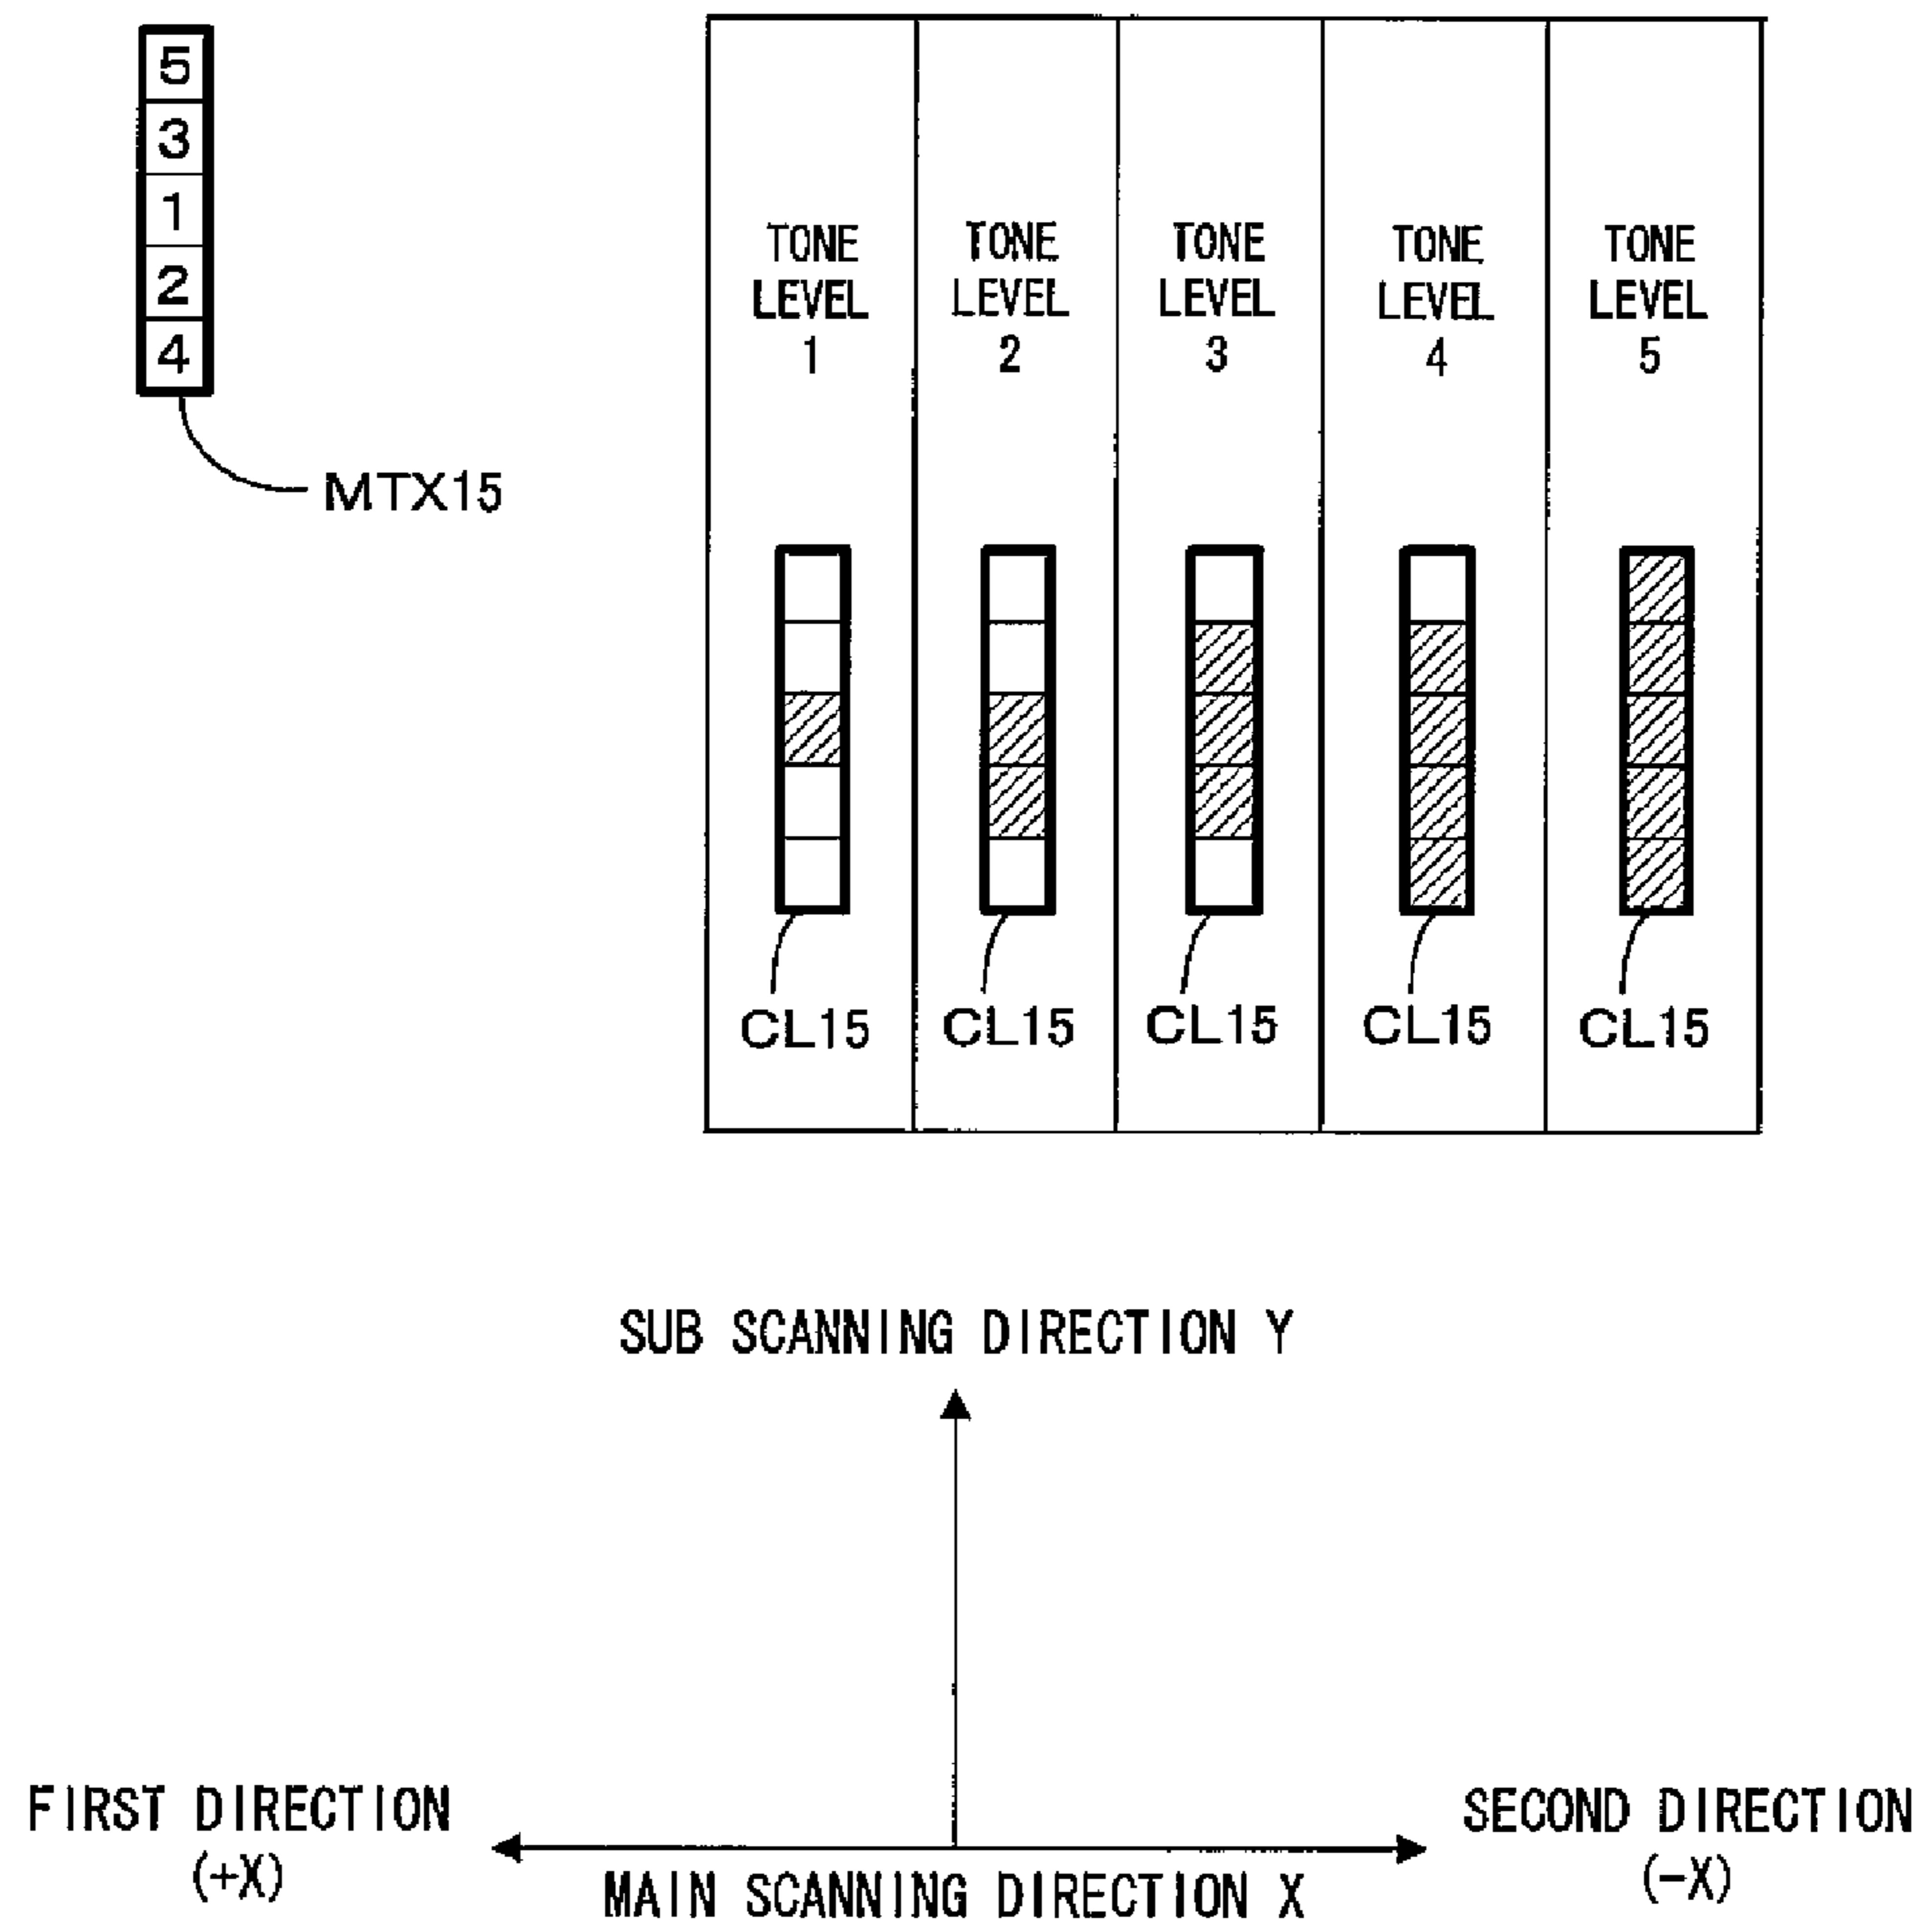 5
3
1
2
4
MTX15
TONE LEVEL 1
TONE LEVEL 2
TONE LEVEL 3
TONE LEVEL 4
TONE LEVEL 5
CL15 CL15 CL15 CL15 CL15
SUB SCANNING DIRECTION Y
FIRST DIRECTION
(+X)
MAIN SCANNING DIRECTION X
SECOND DIRECTION
(-X)